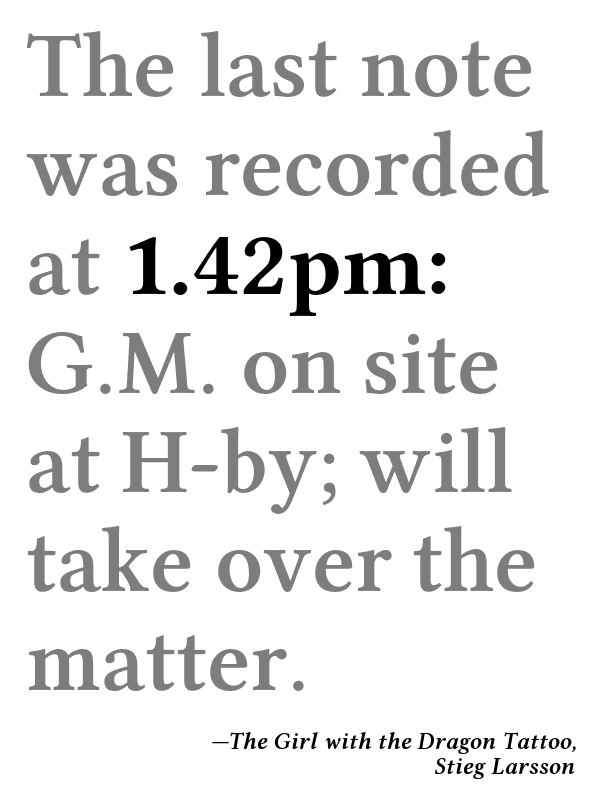 The last note
was recorded
at 1.42pm:
G.M. on site
at H-by; will
take over the
matter.
—The Girl with the Dragon Tattoo,
Stieg Larsson